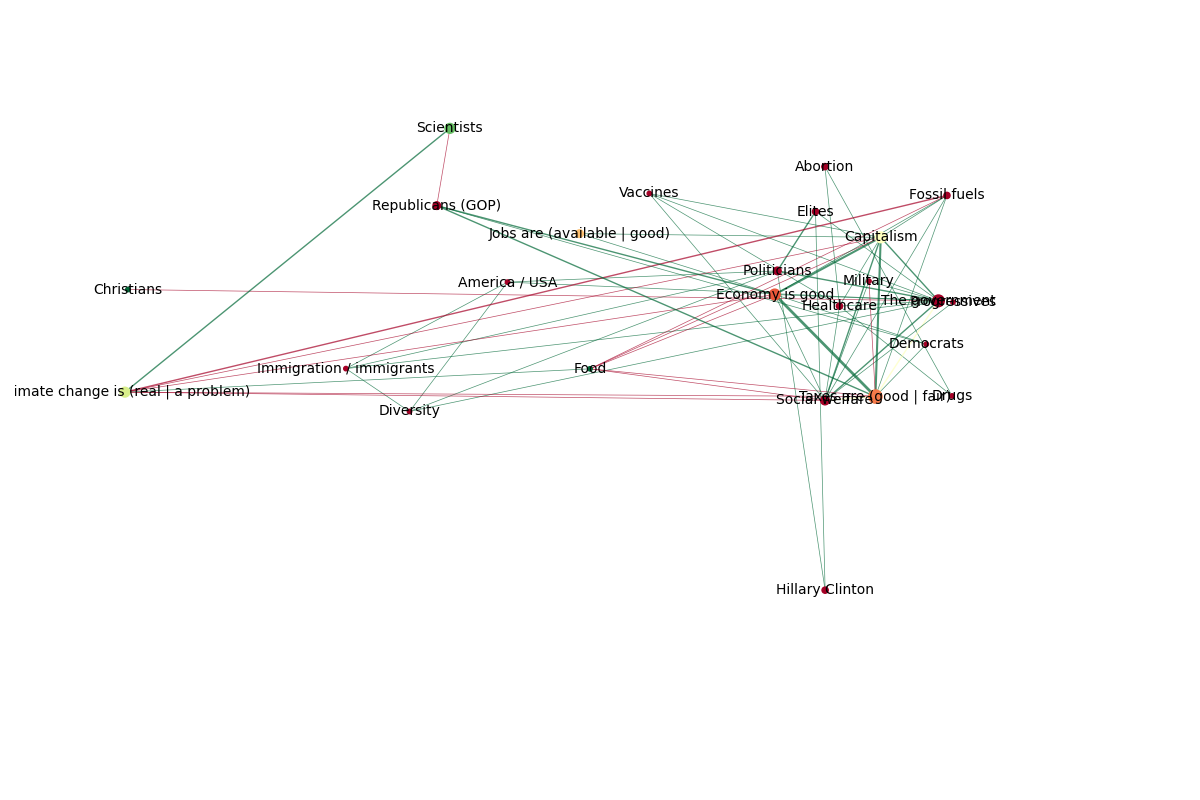 Scientists
Abortion
Vaccines
Fossil fuels
Republicans (GOP)
Elites
Jobs are (available | good)
Capitalism
Politicians
America / USA
Military
Christians
Economy is good
The government
Progressives
Healthcare
Democrats
Immigration / immigrants
Food
imate change is (real | a problem)
Diversity
Social welfare
Taxes are (good | fair)
Drugs
Hillary Clinton